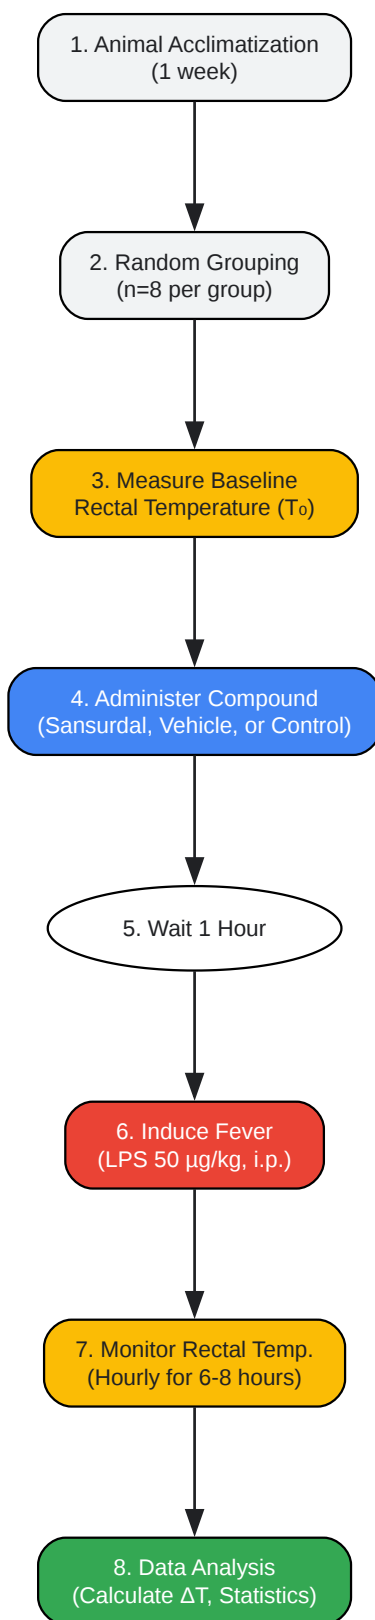 1. Animal Acclimatization
(1 week)
2. Random Grouping
(n=8 per group)
3. Measure Baseline
Rectal Temperature (T₀)
4. Administer Compound
(Sansurdal, Vehicle, or Control)
5. Wait 1 Hour
6. Induce Fever
(LPS 50 µg/kg, i.p.)
7. Monitor Rectal Temp.
(Hourly for 6-8 hours)
8. Data Analysis
(Calculate ΔT, Statistics)